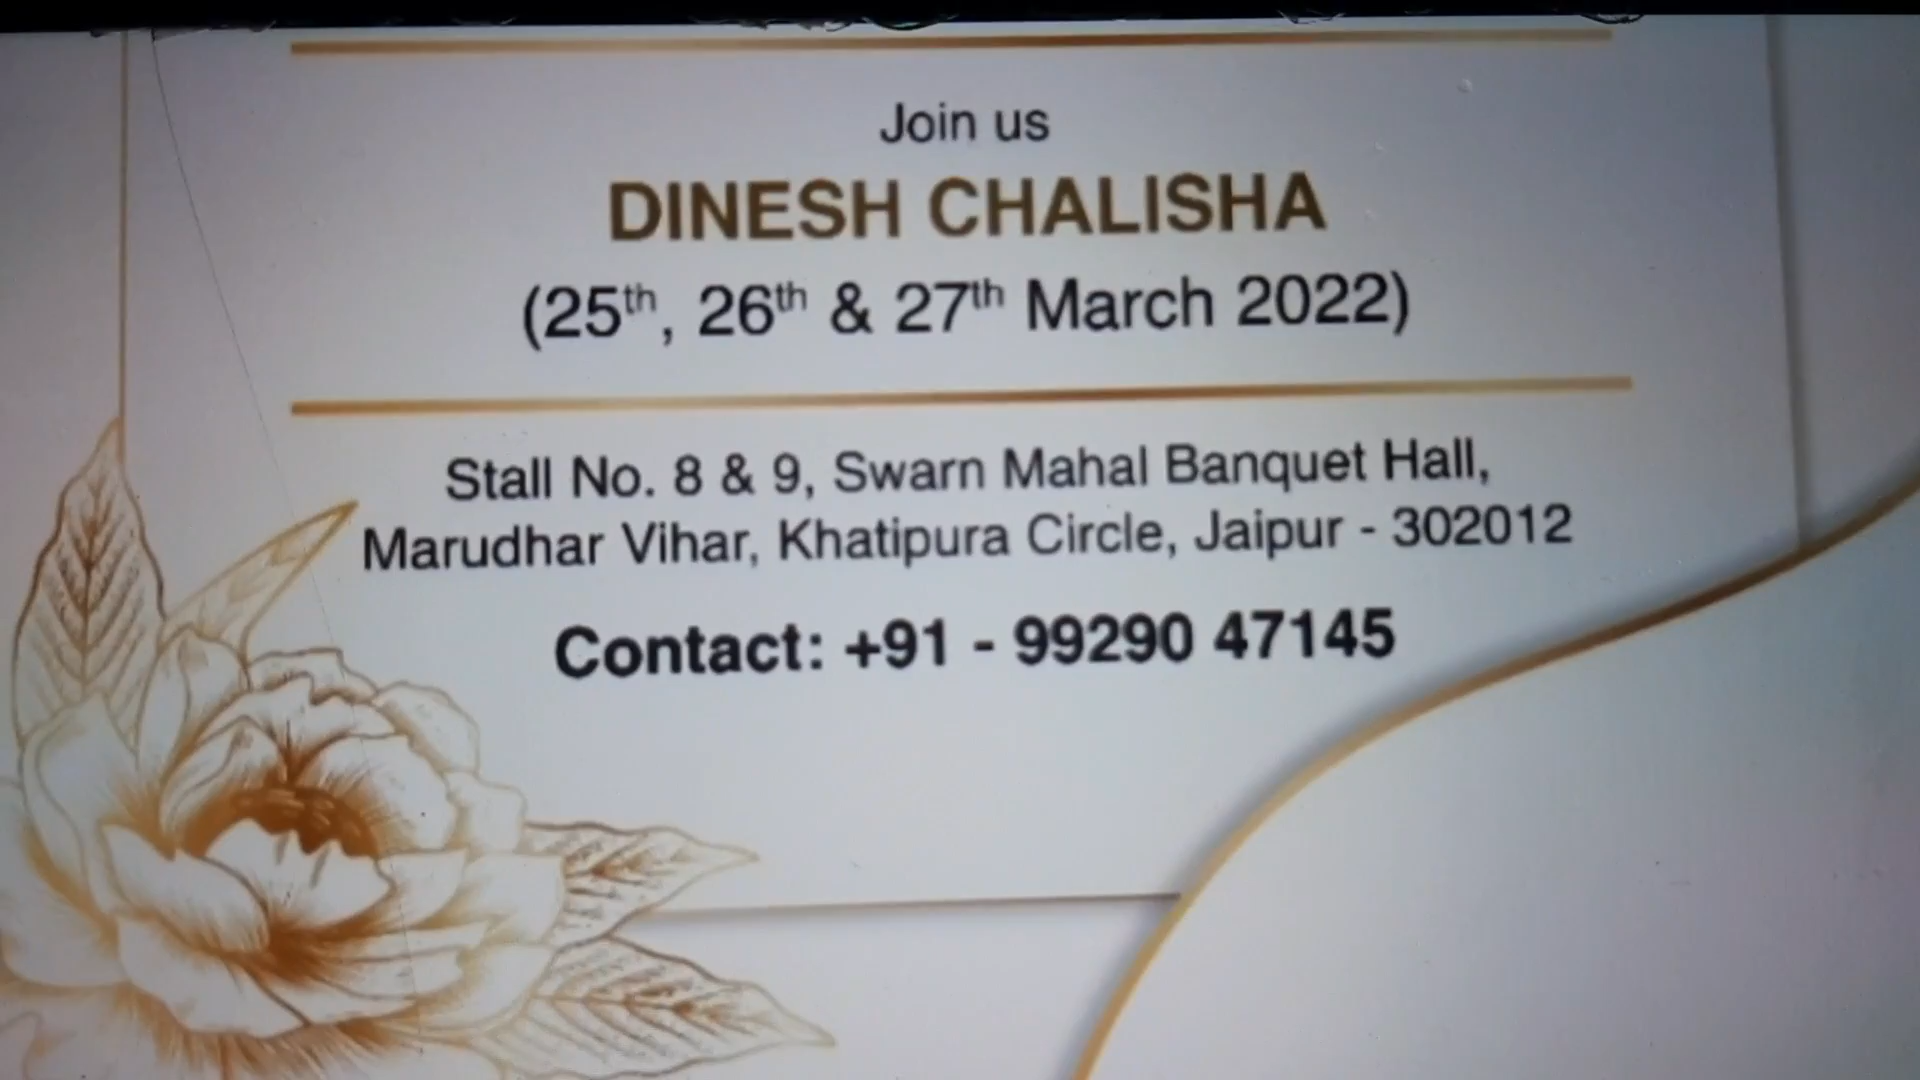 Join us
DINESH CHALISHA
(25th, 26th & 27th March 2022)
Stall No. 8 & 9, Swarn Mahal Banquet Hall,
Marudhar Vihar, Khatipura Circle, Jaipur - 302012
Contact: +91 - 99290 47145